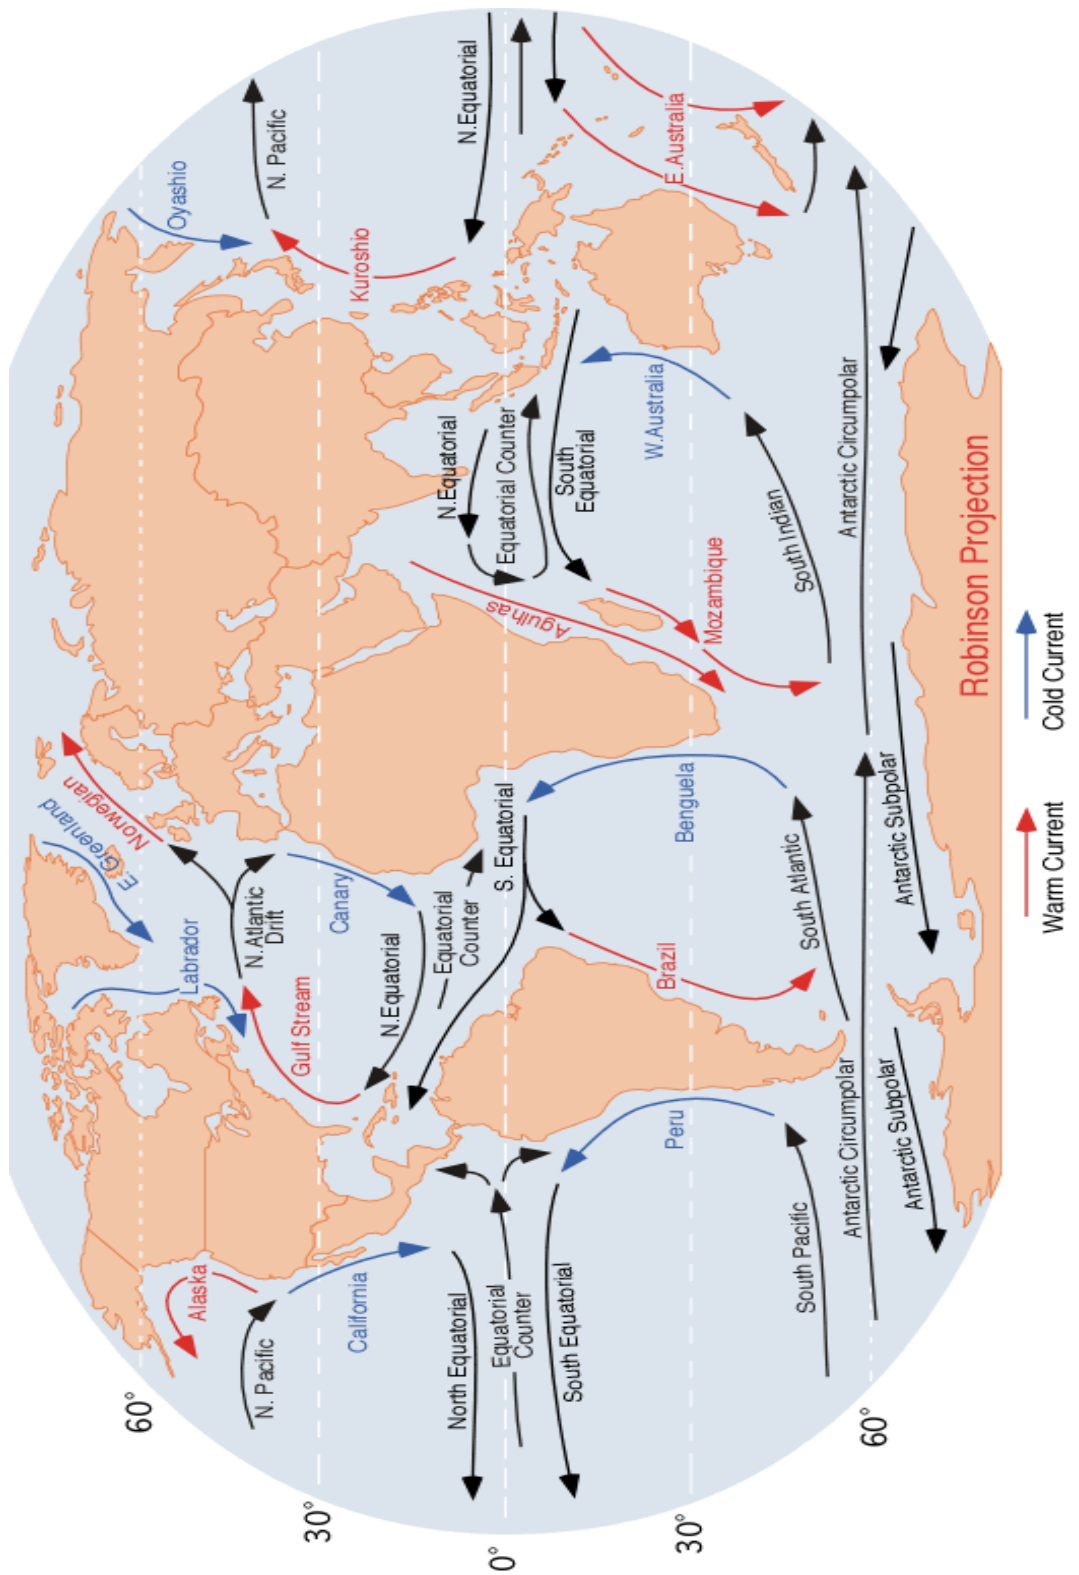 Alaska
N. Pacific
California
North Equatorial
Equatorial
Counter
South Equatorial
South Pacific
Peru
Antarctic Circumpolar
Antarctic Subpolar
Labrador
E. Greenland
Norwegian
Gulf Stream
N.Atlantic
Drift
Canary
N.Equatorial
Equatorial
Counter
S. Equatorial
Brazil
Benguela
South Atlantic
Antarctic Subpolar
Agulhas
Mozambique
N.Equatorial
Equatorial Counter
South
Equatorial
South Indian
W.Australia
Antarctic Circumpolar
Oyashio
Kuroshio
N. Pacific
N.Equatorial
E.Australia
60°
30°
0°
30°
60°
Robinson Projection
Warm Current
Cold Current